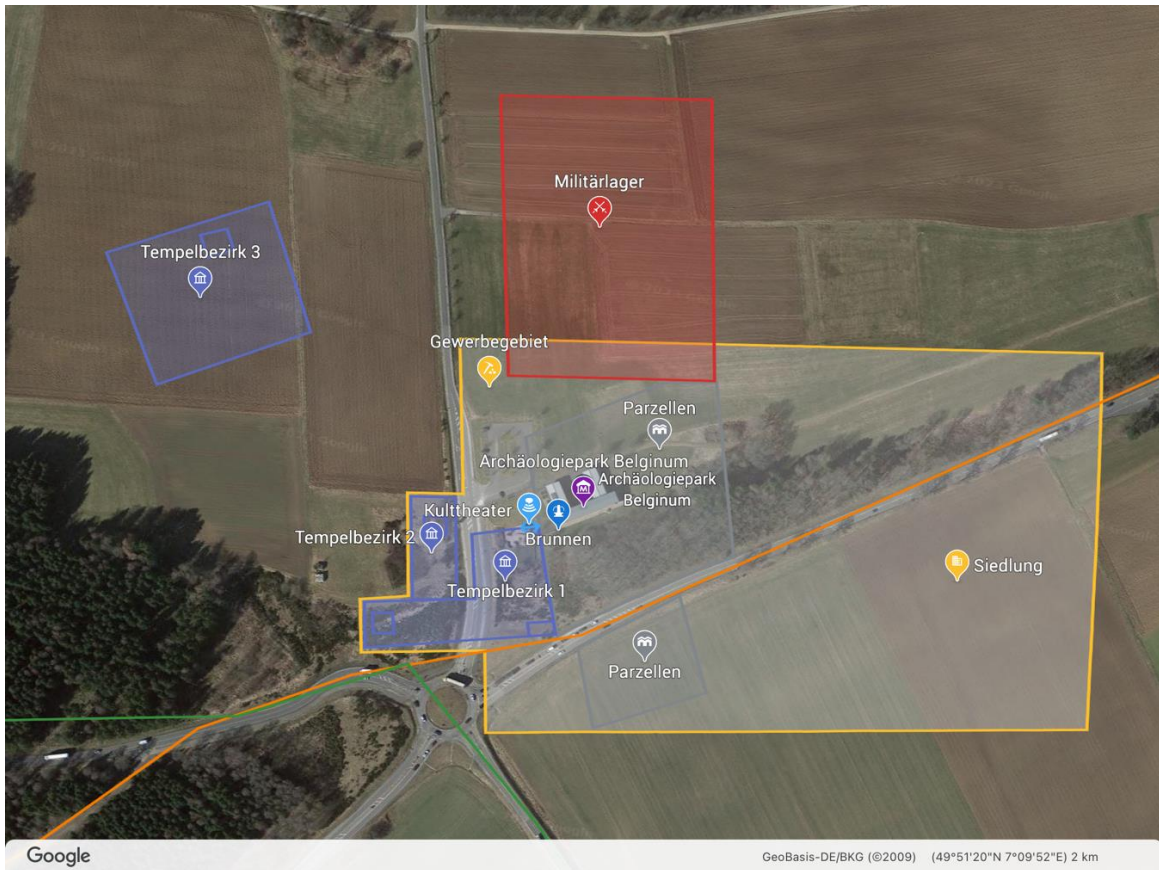 Militärlager
Tempelbezirk 3
Gewerbegebiet
Parzellen
Archäologiepark Belginum
Archäologiepark
Belginum
Kulttheater
Brunnen
Tempelbezirk 2
Tempelbezirk 1
Siedlung
Parzellen
Google
GeoBasis-DE/BKG (©2009) (49°51'20"N 7°09'52"E) 2 km